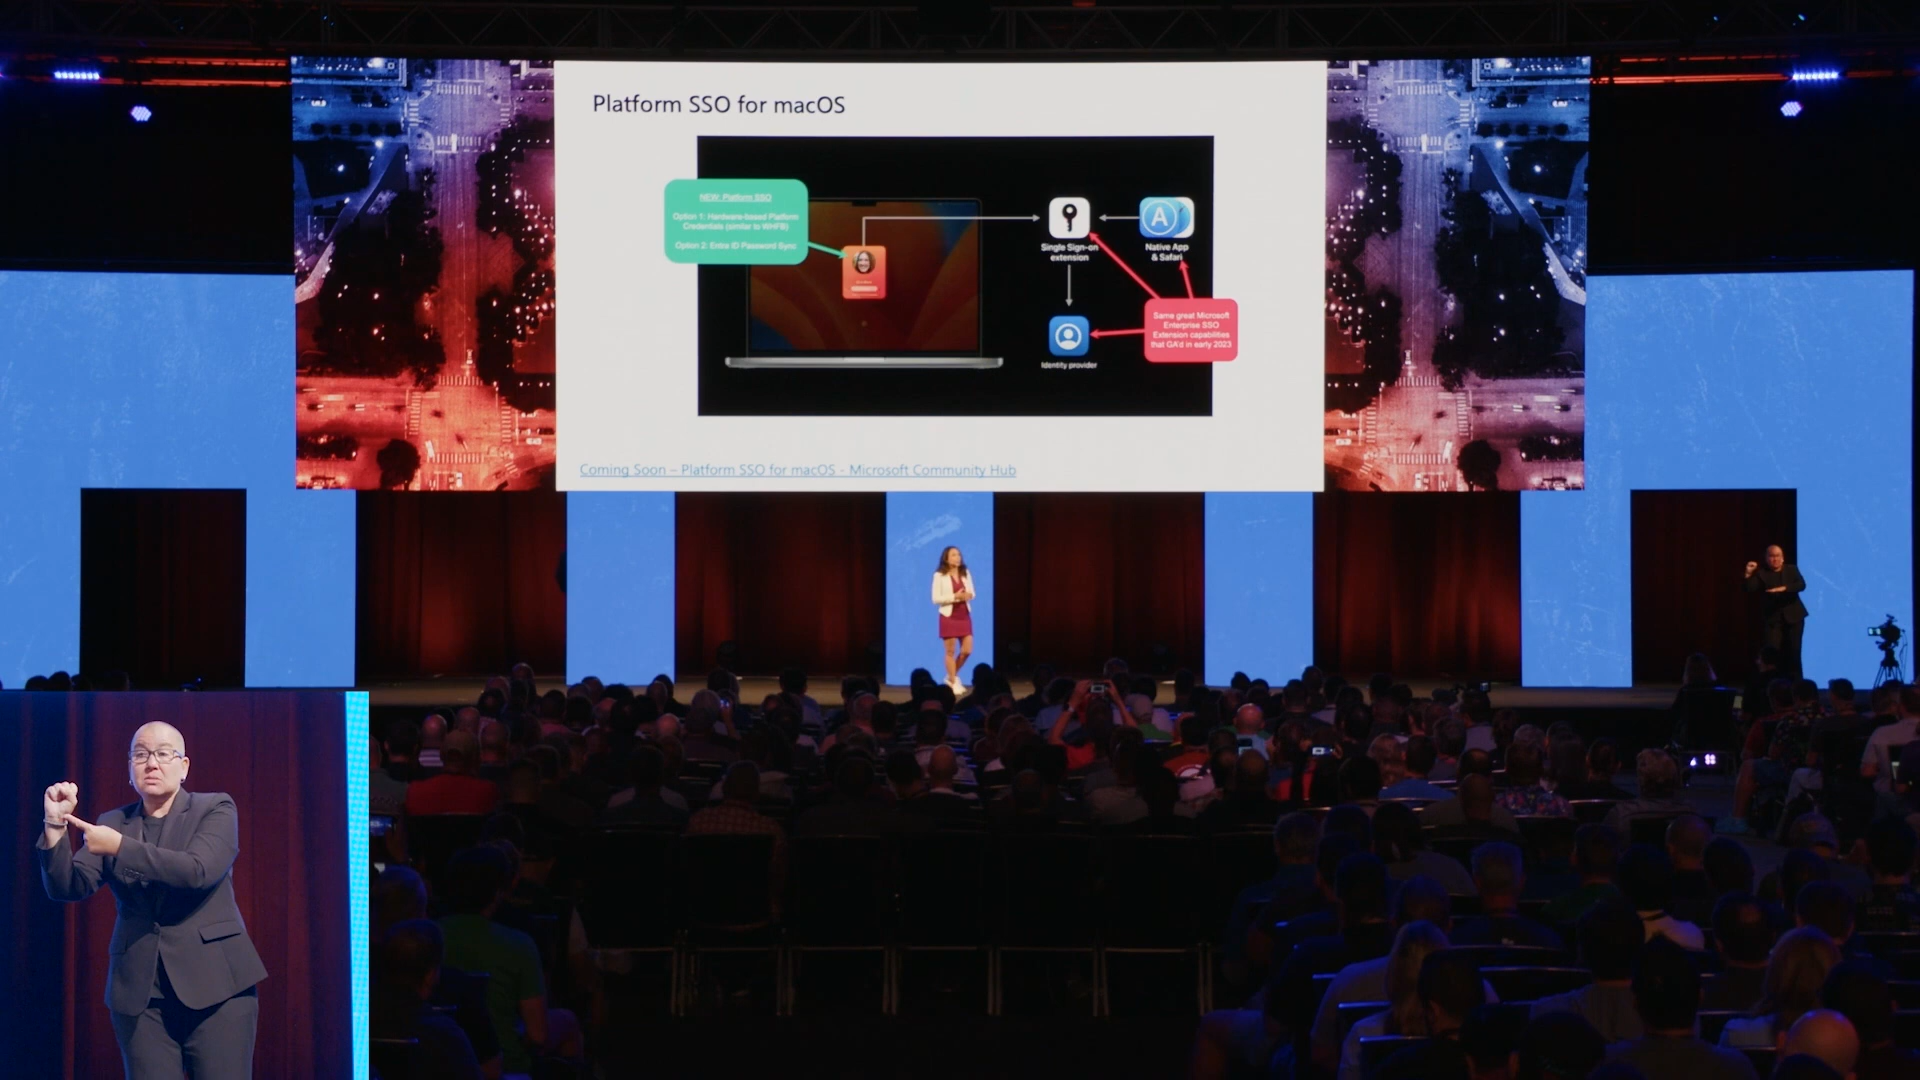 Platform SSO for macOS
NEW: Platform SSO
Option 1: Hardware-based Platform
Credentials (similar to WHFB)
Option 2: Entra ID Password Sync
Single Sign-on
extension
Native App
& Safari
Same great Microsoft
Enterprise SSO
Extension capabilities
that GA'd in early 2023
Identity provider
Coming Soon – Platform SSO for macOS - Microsoft Community Hub